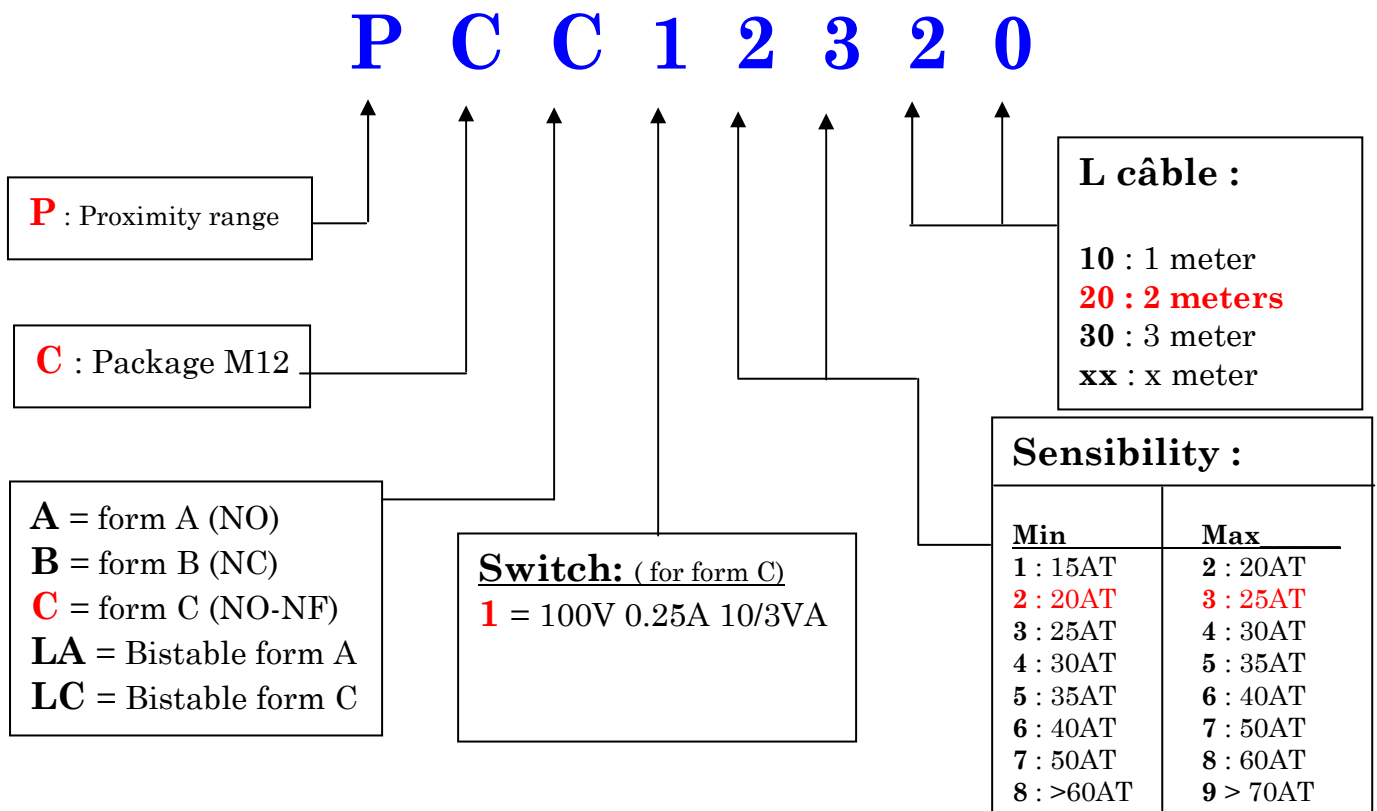 P C C 1 2 3 2 0
P : Proximity range
C : Package M12
A = form A (NO)
B = form B (NC)
C = form C (NO-NF)
LA = Bistable form A
LC = Bistable form C
Switch: ( for form C)
1 = 100V 0.25A 10/3VA
L câble :
10 : 1 meter
20 : 2 meters
30 : 3 meter
xx : x meter
Sensibility :
Min Max
1 : 15AT 2 : 20AT
2 : 20AT 3 : 25AT
3 : 25AT 4 : 30AT
4 : 30AT 5 : 35AT
5 : 35AT 6 : 40AT
6 : 40AT 7 : 50AT
7 : 50AT 8 : 60AT
8 : >60AT 9 > 70AT